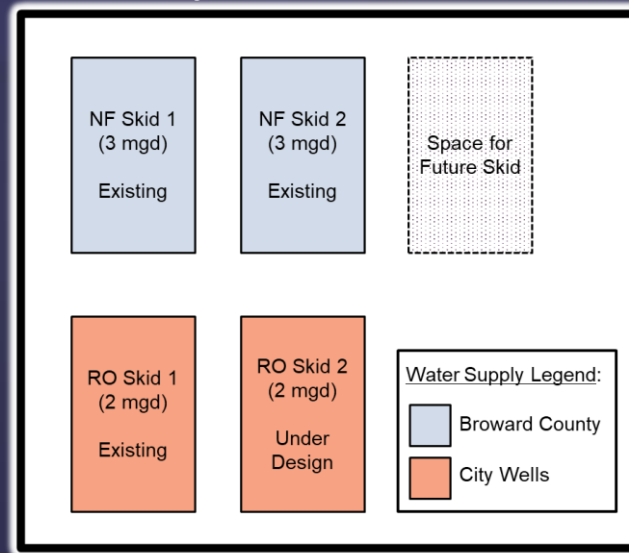 NF Skid 1
(3 mgd)
Existing
NF Skid 2
(3 mgd)
Existing
Space for
Future Skid
RO Skid 1
(2 mgd)
Existing
RO Skid 2
(2 mgd)
Under
Design
Water Supply Legend:
Broward County
City Wells